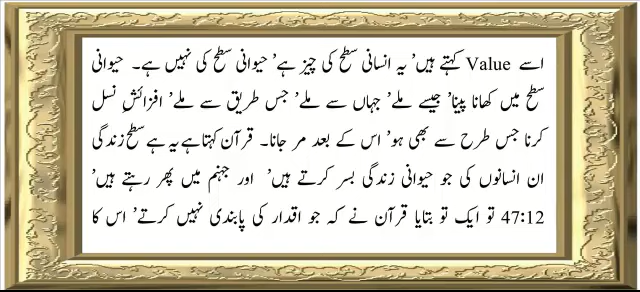 اسے Value کہتے ہیں’ یہ انسانی سطح کی چیز ہے’ حیوانی سطح کی نہیں ہے۔ حیوانی
سطح میں کھانا پینا’ جیسے ملے’ جہاں سے ملے’ جس طریق سے ملے’ افزائشِ نسل
کرنا جس طرح سے بھی ہو’ اس کے بعد مر جانا۔ قرآن کہتا ہے یہ ہے سطح زندگی
ان انسانوں کی جو حیوانی زندگی بسر کرتے ہیں’ اور جہنم میں پھر رہتے ہیں’
47:12 تو ایک تو بتایا قرآن نے کہ جو اقدار کی پابندی نہیں کرتے’ اس کا